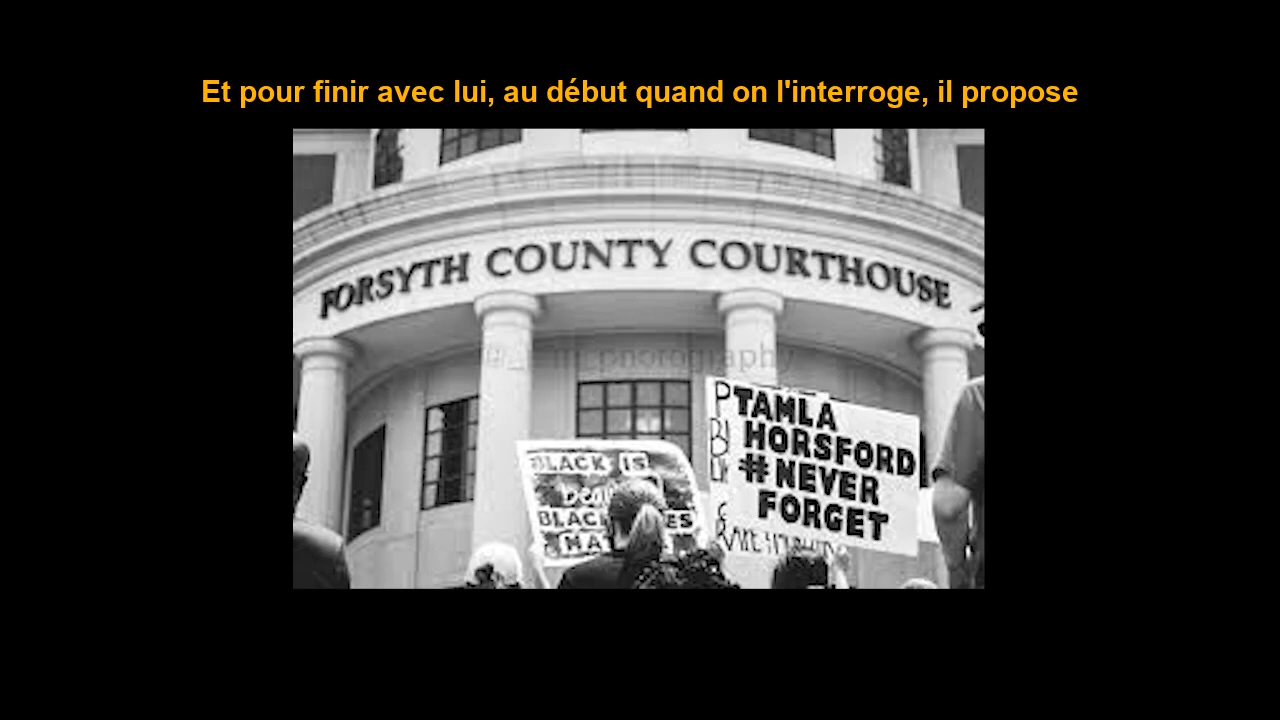 Et pour finir avec lui, au début quand on l'interroge, il propose
FORSYTH COUNTY COURTHOUSE
TAMLA
HORSFORD
#NEVER
FORGET
BLACK IS
BLACK